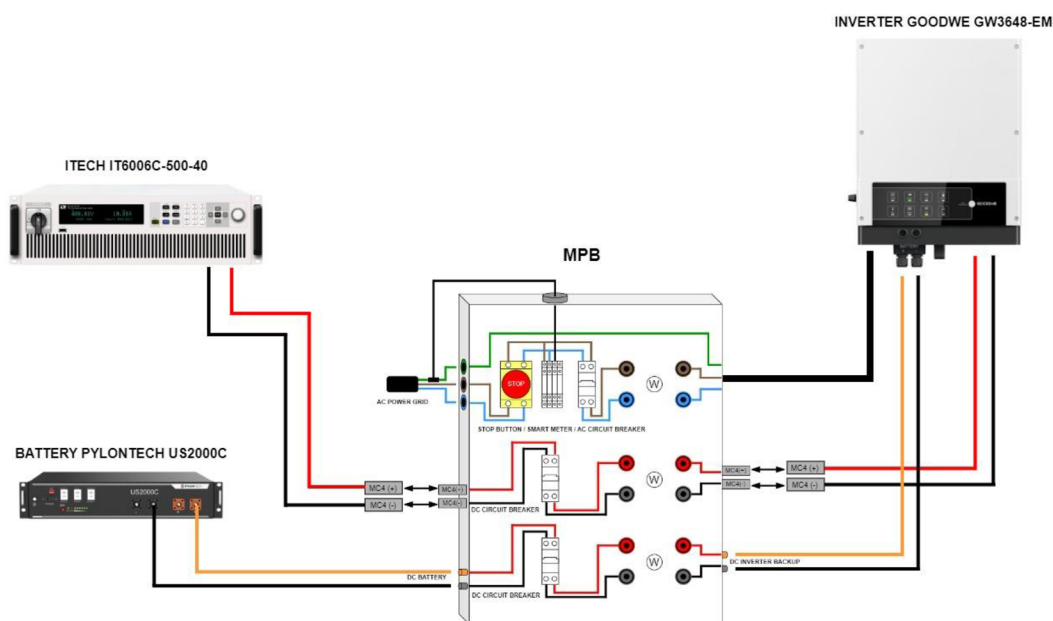 INVERTER GOODWE GW3648-EM
ITECH IT6006C-500-40
MPB
STOP
W
AC POWER GRID
STOP BUTTON / SMART METER / AC CIRCUIT BREAKER
BATTERY PYLONTECH US2000C
US2000C
MC4 (+)
MC4(+)
MC4 (-)
MC4(-)
DC CIRCUIT BREAKER
W
MC4(+)
MC4 (+)
MC4(-)
MC4 (-)
W
DC BATTERY
DC CIRCUIT BREAKER
DC INVERTER BACKUP